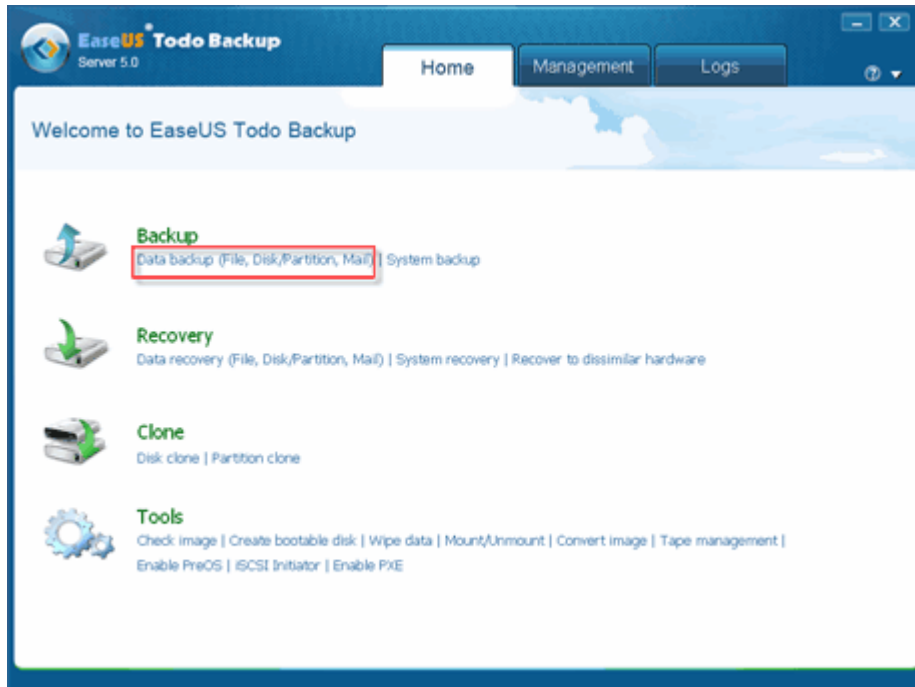 EaseUS Todo Backup
Server 5.0
Home
Management
Logs
Welcome to EaseUS Todo Backup
Backup
Data backup (File, Disk/Partition, Mail) | System backup
Recovery
Data recovery (File, Disk/Partition, Mail) | System recovery | Recover to dissimilar hardware
Clone
Disk clone | Partition clone
Tools
Check image | Create bootable disk | Wipe data | Mount/Unmount | Convert image | Tape management |
Enable PreOS | iSCSI Initiator | Enable PXE